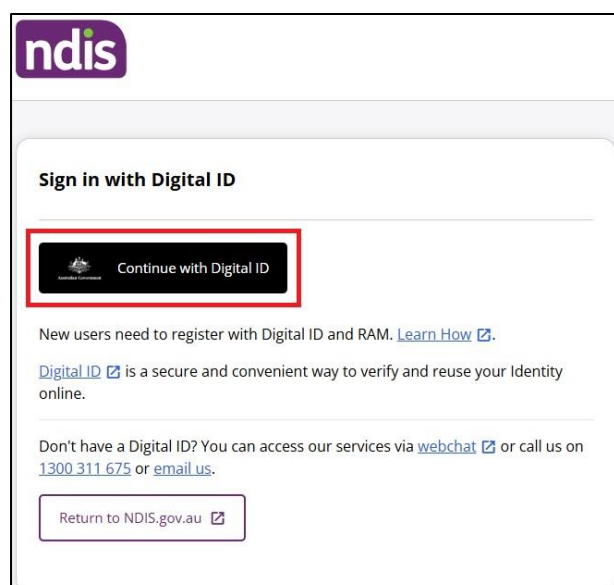 ndis
Sign in with Digital ID
Australian Government
Continue with Digital ID
New users need to register with Digital ID and RAM. Learn How.
Digital ID is a secure and convenient way to verify and reuse your Identity
online.
Don't have a Digital ID? You can access our services via webchat or call us on
1300 311 675 or email us.
Return to NDIS.gov.au